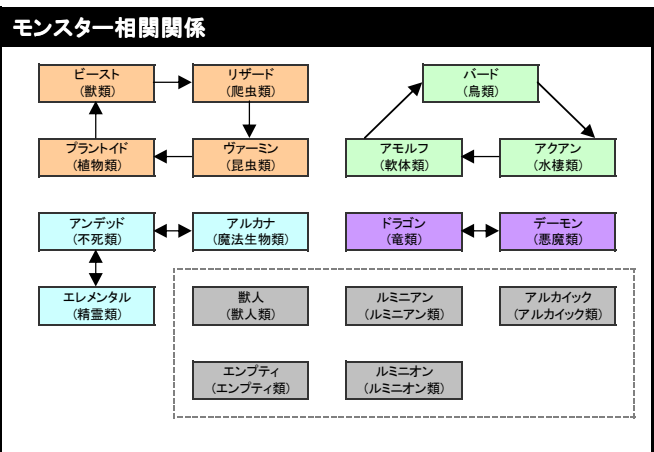 モンスター相関関係
ビースト
(獣類)
リザード
(爬虫類)
バード
(鳥類)
プラントイド
(植物類)
ヴァーミン
(昆虫類)
アモルフ
(軟体類)
アクアン
(水棲類)
アンデッド
(不死類)
アルカナ
(魔法生物類)
ドラゴン
(竜類)
デーモン
(悪魔類)
エレメンタル
(精霊類)
獣人
(獣人類)
ルミニアン
(ルミニアン類)
アルカイック
(アルカイック類)
エンプティ
(エンプティ類)
ルミニオン
(ルミニオン類)